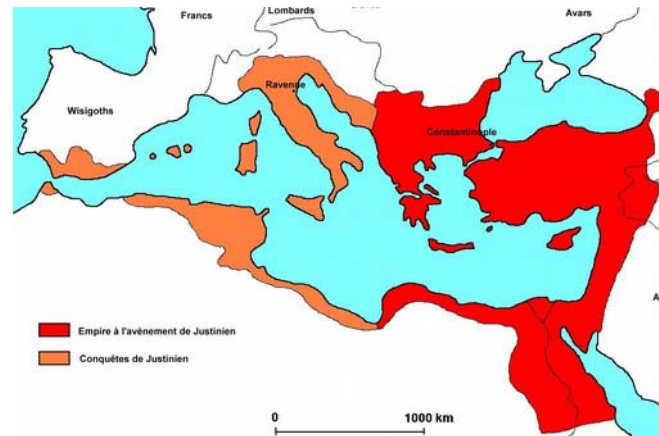 Francs
Lombards
Avars
Wisigoths
Ravenne
Constantinople
A
Empire à l'avènement de Justinien
Conquêtes de Justinien
0 1000 km